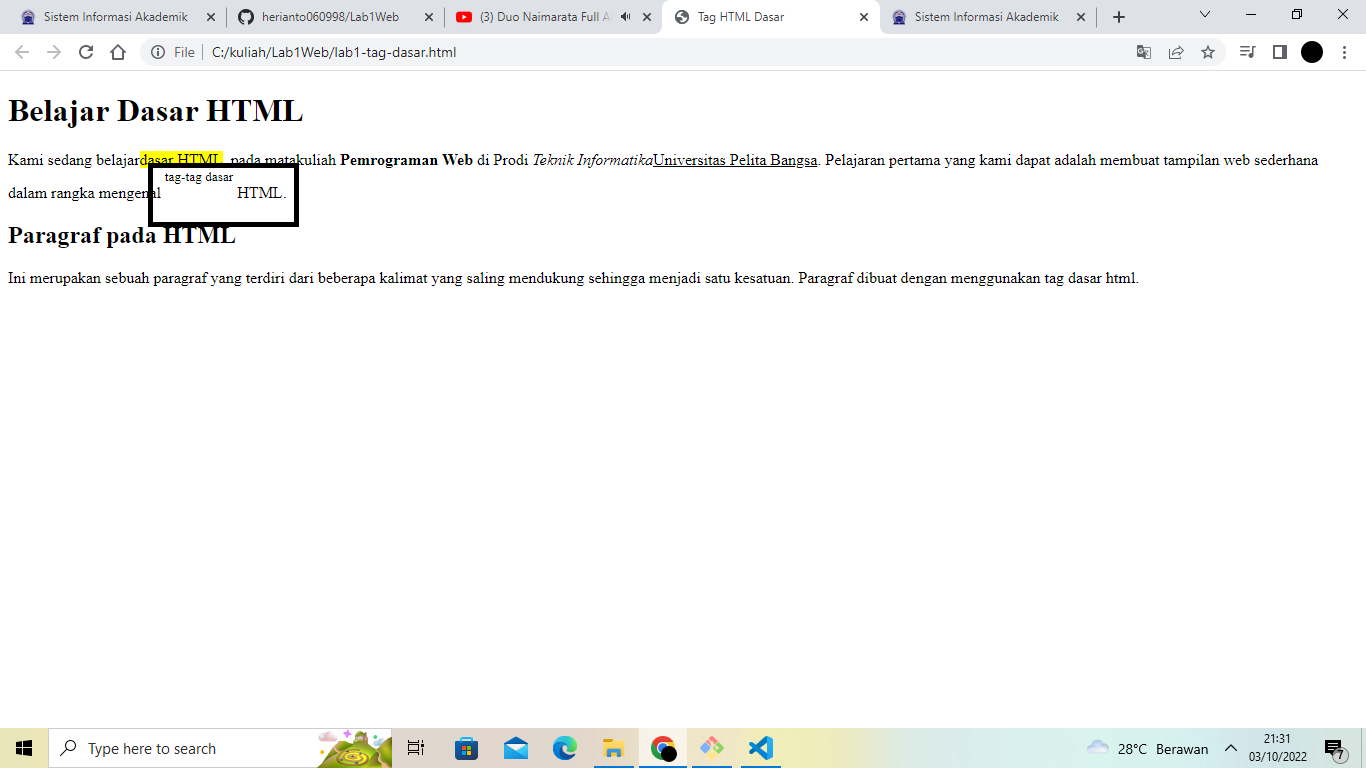 Sistem Informasi Akademik
herianto060998/Lab1Web
(3) Duo Naimarata Full Al
Tag HTML Dasar
Sistem Informasi Akademik
File
C:/kuliah/Lab1Web/lab1-tag-dasar.html
Belajar Dasar HTML
Kami sedang belajardasar HTML pada matakuliah Pemrograman Web di Prodi Teknik InformatikaUniversitas Pelita Bangsa. Pelajaran pertama yang kami dapat adalah membuat tampilan web sederhana
dalam rangka mengenal tag-tag dasar HTML.
Paragraf pada HTML
Ini merupakan sebuah paragraf yang terdiri dari beberapa kalimat yang saling mendukung sehingga menjadi satu kesatuan. Paragraf dibuat dengan menggunakan tag dasar html.
Type here to search
28°C Berawan
21:31
03/10/2022
7